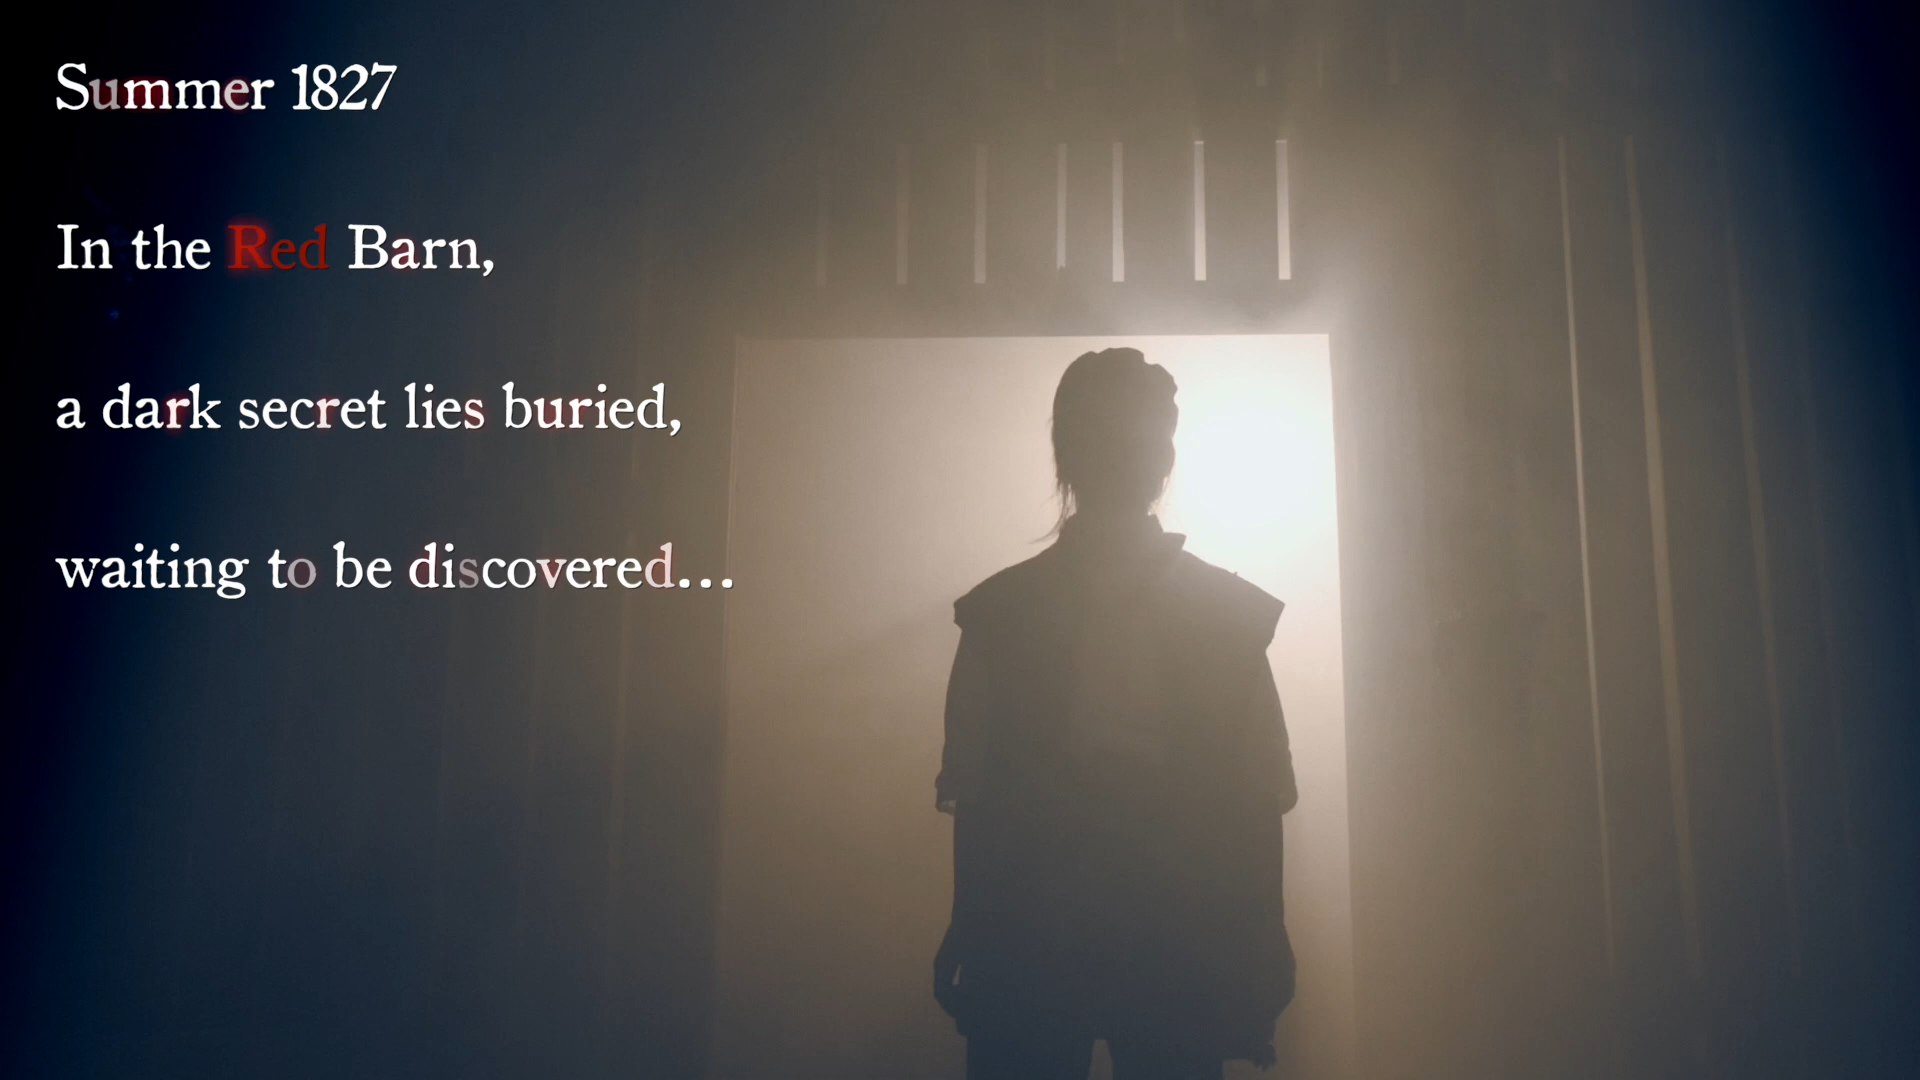 Summer 1827
In the Red Barn,
a dark secret lies buried,
waiting to be discovered...